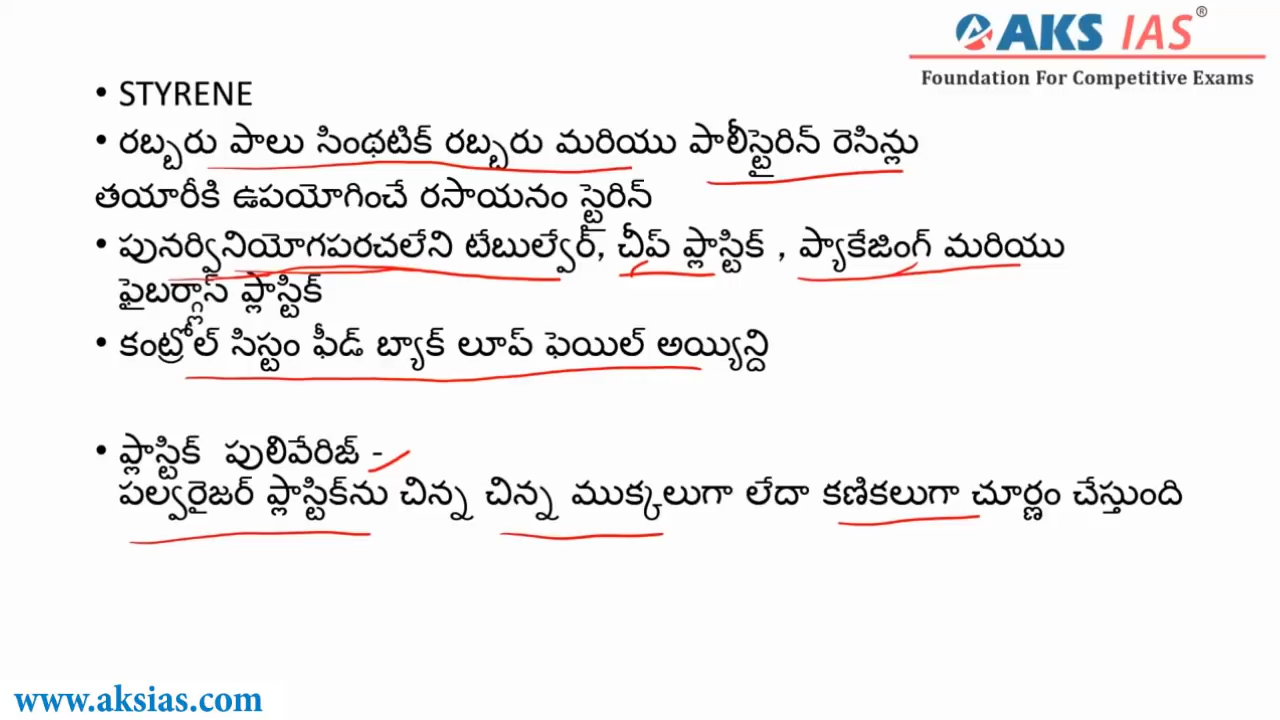 AKS IAS®
Foundation For Competitive Exams
• STYRENE
• రబ్బరు పాలు సింథటిక్ రబ్బరు మరియు పాలీస్టైరిన్ రెసిన్లు
తయారీకి ఉపయోగించే రసాయనం స్టైరిన్
• పునర్వినియోగపరచలేని టేబుల్వేర్, చీప్ ప్లాస్టిక్ , ప్యాకేజింగ్ మరియు
ఫైబర్గ్లాస్ ప్లాస్టిక్
• కంట్రోల్ సిస్టం ఫీడ్ బ్యాక్ లూప్ ఫెయిల్ అయ్యిన్ది
• ప్లాస్టిక్ పులివేరిజ్ -
పల్వరైజర్ ప్లాస్టిక్‌ను చిన్న చిన్న ముక్కలుగా లేదా కణికలుగా చూర్ణం చేస్తుంది
www.aksias.com